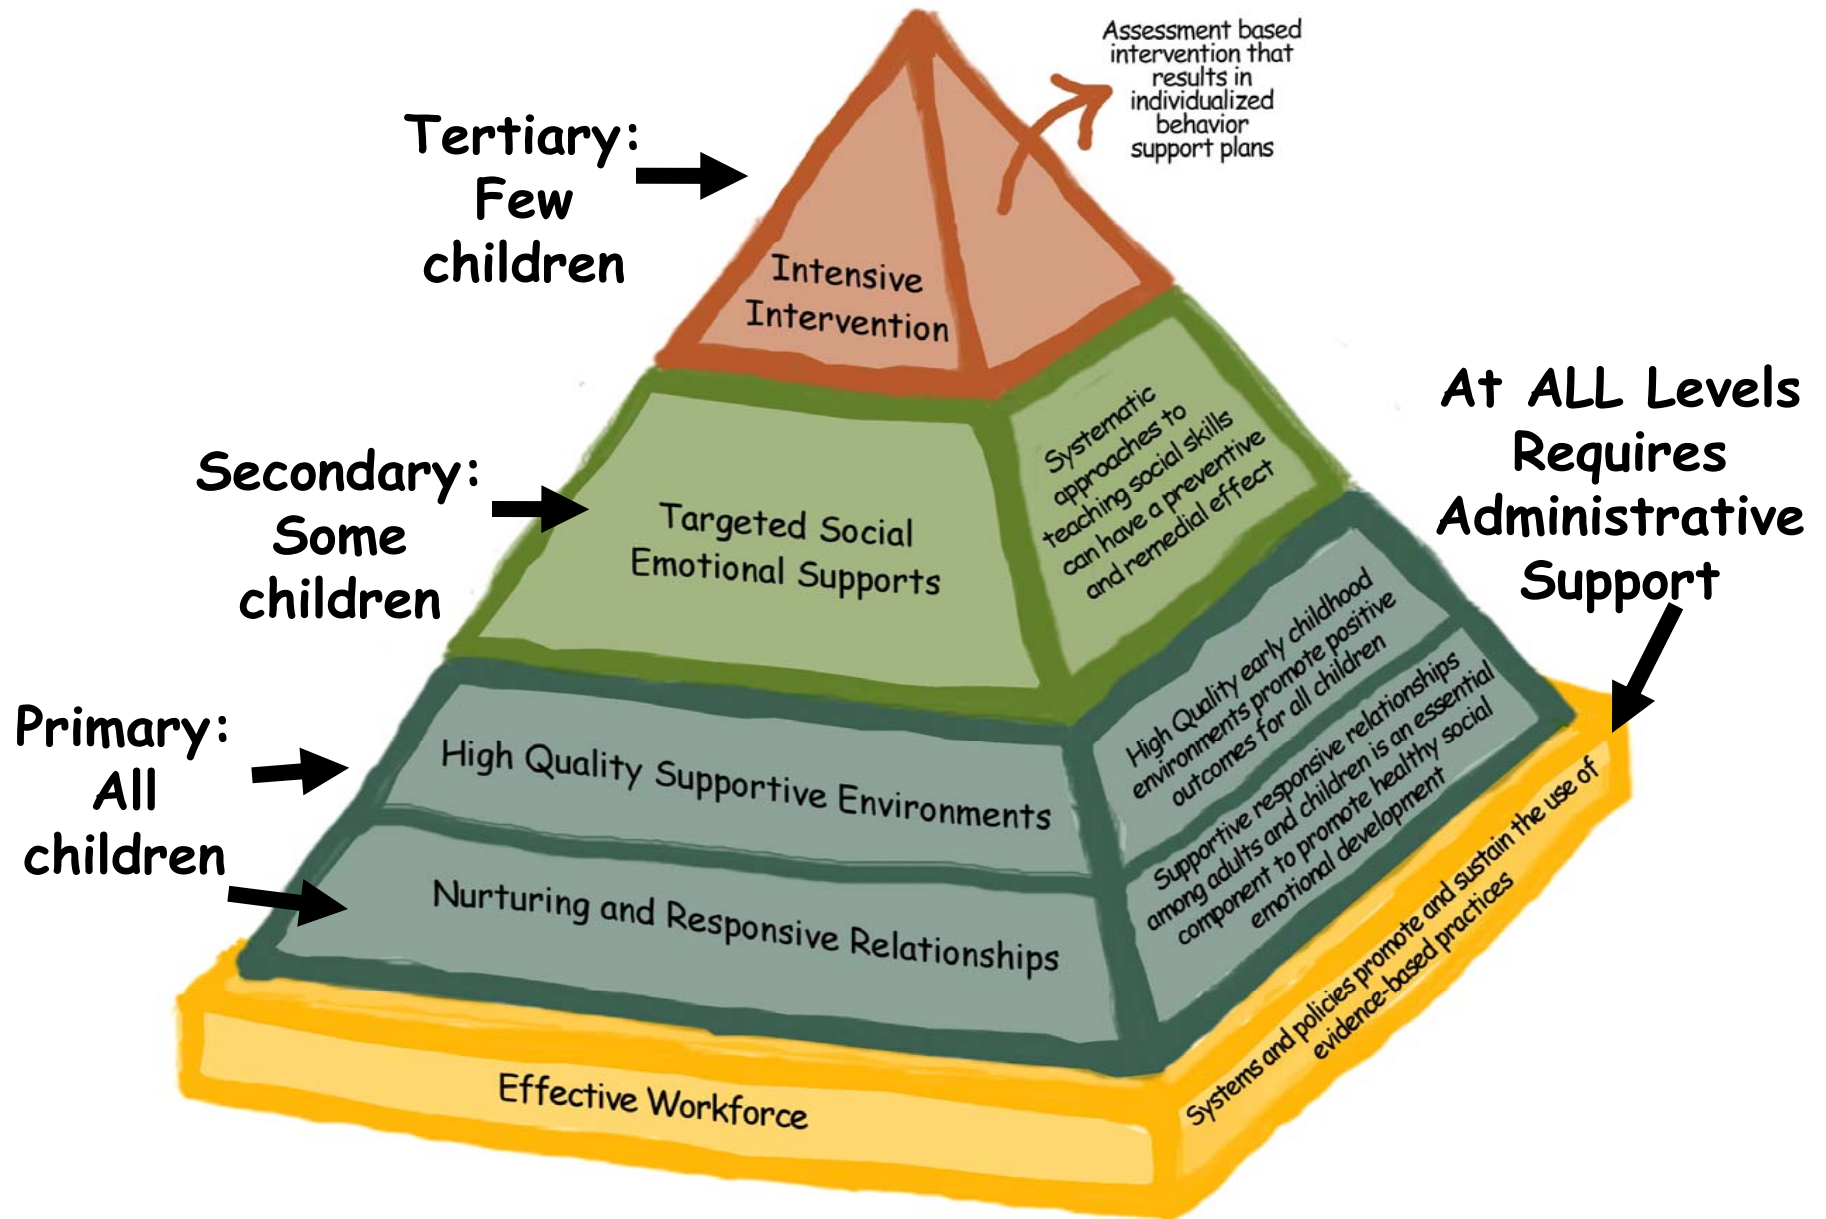 Assessment based
intervention that
results in
individualized
behavior
support plans
Tertiary:
Few
children
Intensive
Intervention
At ALL Levels
Requires
Administrative
Support
Systematic
approaches to
teaching social skills
can have a preventive
and remedial effect
Secondary:
Some
children
Targeted Social
Emotional Supports
High Quality early childhood
environments promote positive
outcomes for all children
Primary:
All
children
High Quality Supportive Environments
Supportive responsive relationships
among adults and children is an essential
component to promote healthy social
emotional development
Nurturing and Responsive Relationships
Systems and policies promote and sustain the use of
evidence-based practices
Effective Workforce